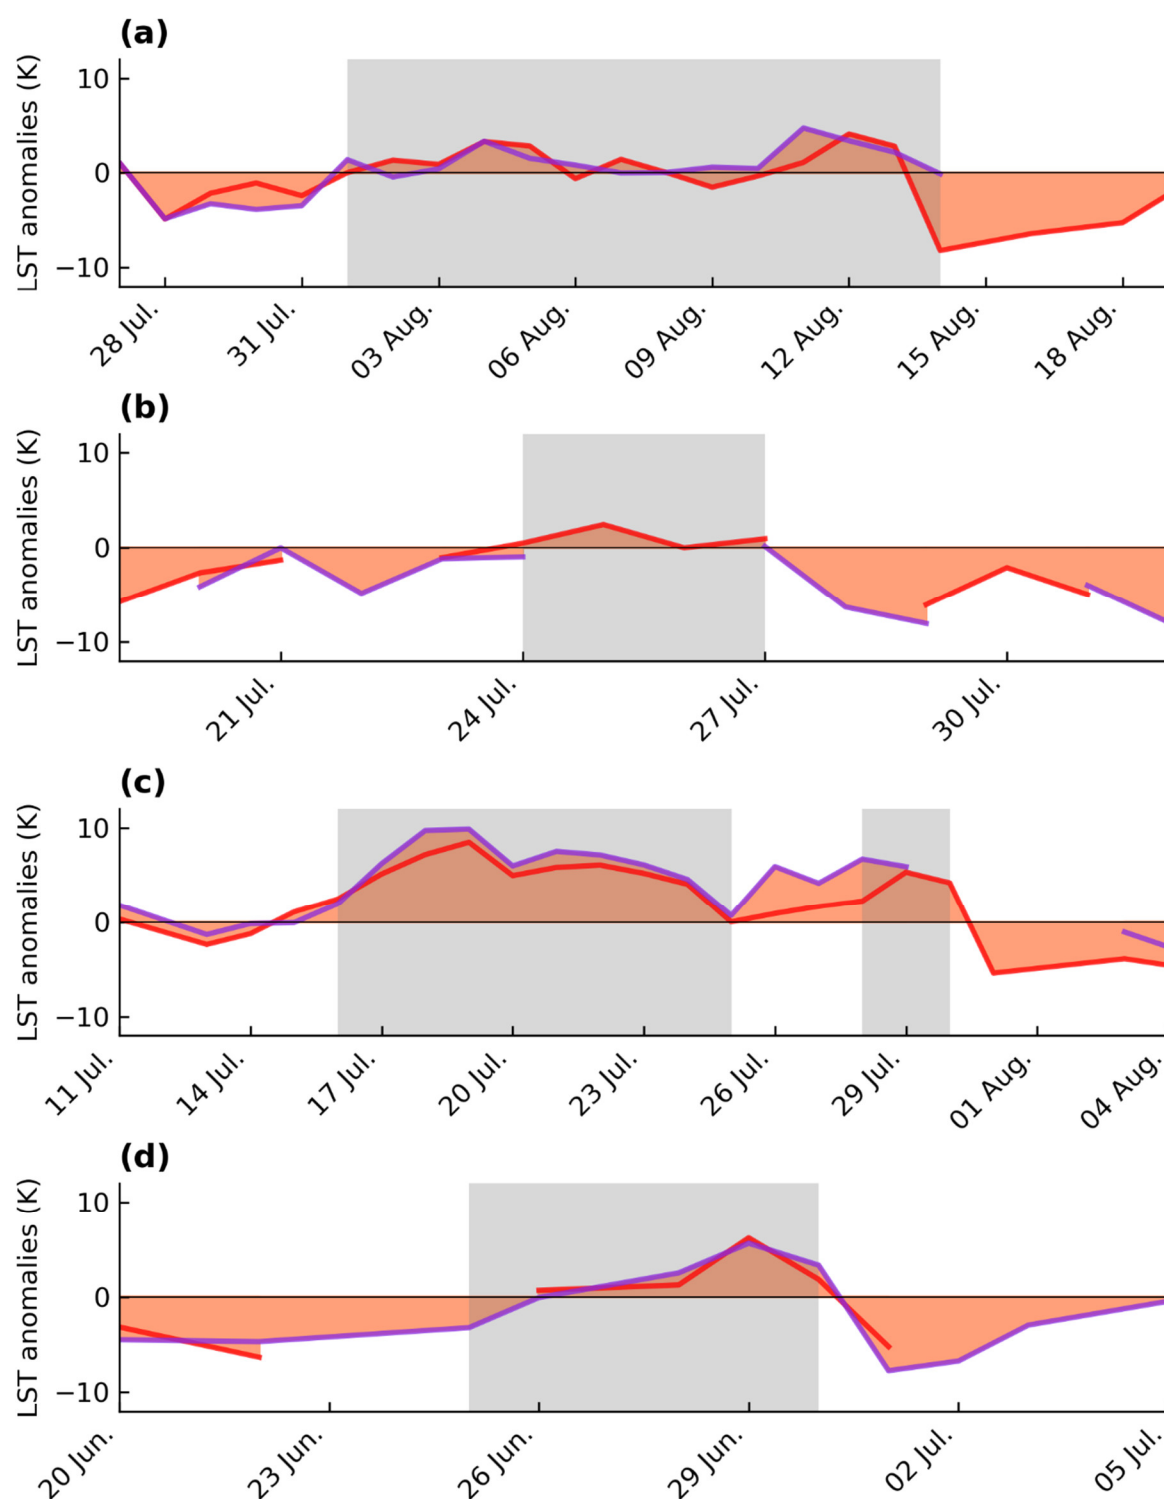 (a)
LST anomalies (K)
10
0
−10
28 Jul.
31 Jul.
03 Aug.
06 Aug.
09 Aug.
12 Aug.
15 Aug.
18 Aug.
(b)
LST anomalies (K)
10
0
−10
21 Jul.
24 Jul.
27 Jul.
30 Jul.
(c)
LST anomalies (K)
10
0
−10
11 Jul.
14 Jul.
17 Jul.
20 Jul.
23 Jul.
26 Jul.
29 Jul.
01 Aug.
04 Aug.
(d)
LST anomalies (K)
10
0
−10
20 Jun.
23 Jun.
26 Jun.
29 Jun.
02 Jul.
05 Jul.